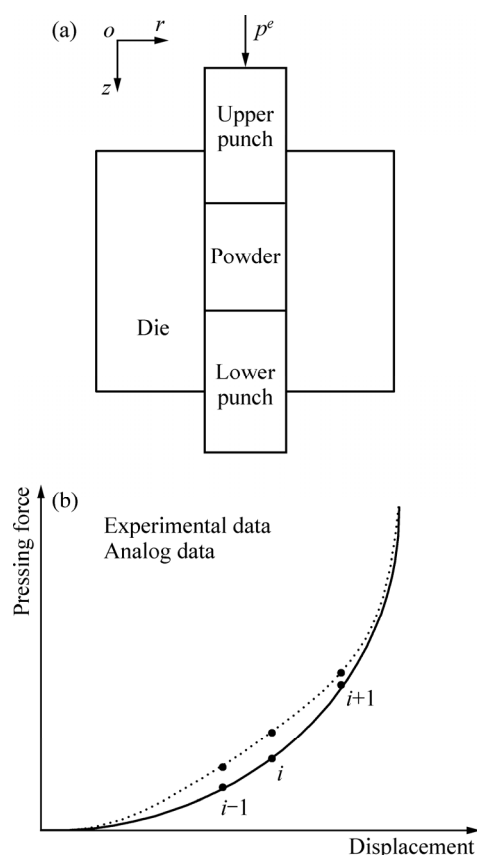 (a)
o
r
z
p^e
Upper
punch
Powder
Die
Lower
punch
(b)
Experimental data
Analog data
Pressing force
i+1
i
i−1
Displacement